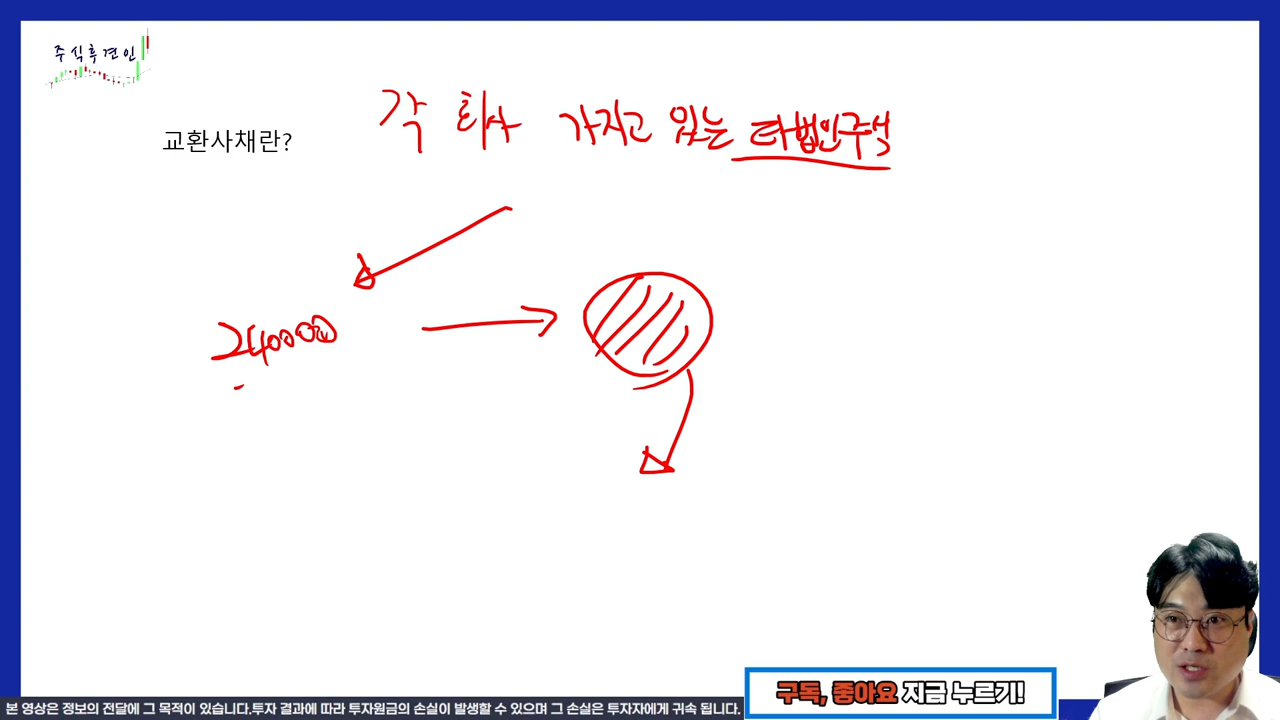 주식후견인
각 회사 가지고 있는 타법인주식
교환사채란?
구독, 좋아요 지금 누르기!
본 영상은 정보의 전달에 그 목적이 있습니다.투자 결과에 따라 투자원금의 손실이 발생할 수 있으며 그 손실은 투자자에게 귀속 됩니다.